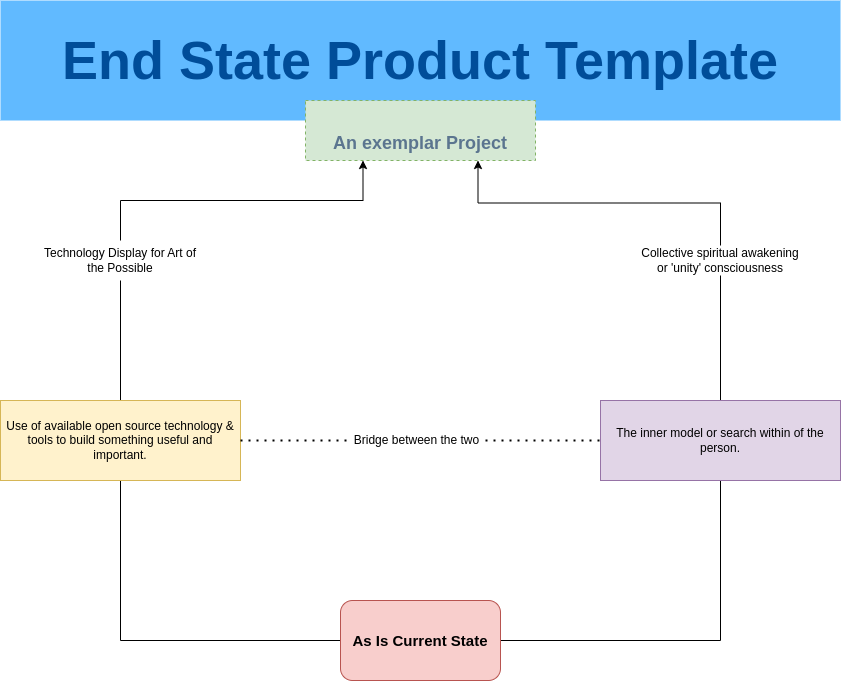 End State Product Template
An exemplar Project
Technology Display for Art of
the Possible
Collective spiritual awakening
or 'unity' consciousness
Use of available open source technology &
tools to build something useful and
important.
Bridge between the two
The inner model or search within of the
person.
As Is Current State